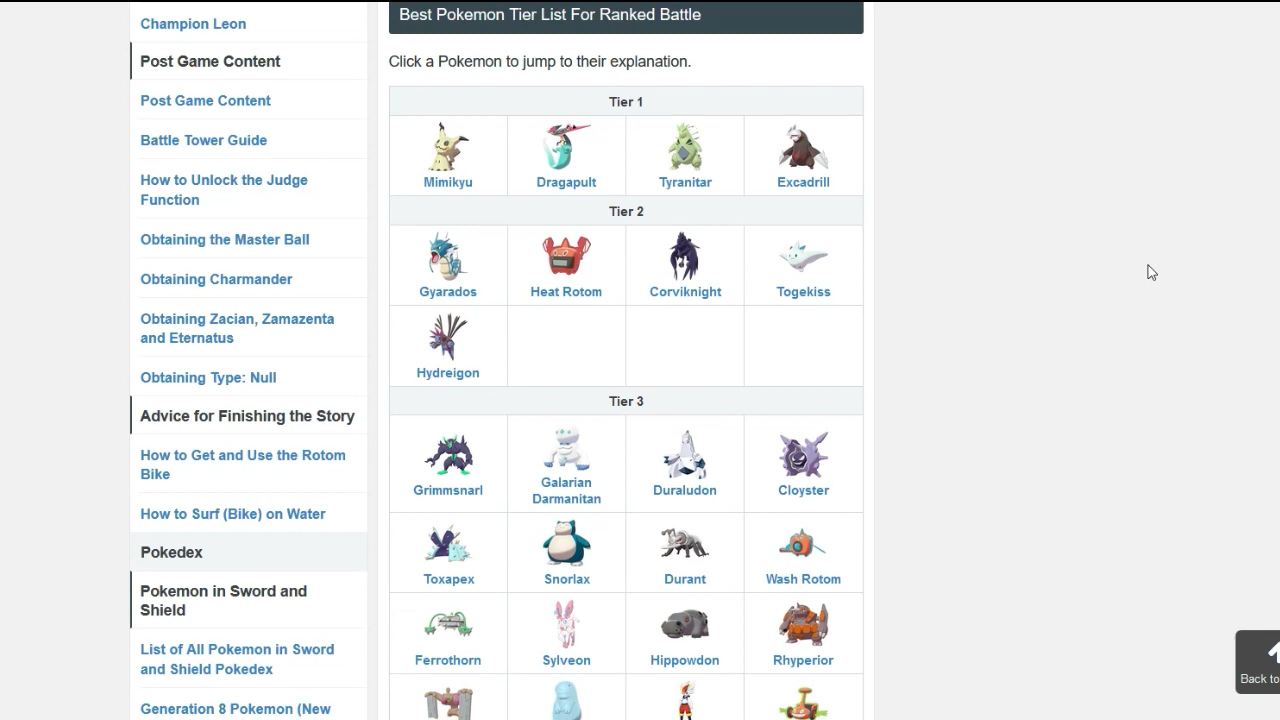 Champion Leon
Post Game Content
Post Game Content
Battle Tower Guide
How to Unlock the Judge
Function
Obtaining the Master Ball
Obtaining Charmander
Obtaining Zacian, Zamazenta
and Eternatus
Obtaining Type: Null
Advice for Finishing the Story
How to Get and Use the Rotom
Bike
How to Surf (Bike) on Water
Pokedex
Pokemon in Sword and
Shield
List of All Pokemon in Sword
and Shield Pokedex
Generation 8 Pokemon (New
Best Pokemon Tier List For Ranked Battle
Click a Pokemon to jump to their explanation.
Tier 1
Mimikyu Dragapult Tyranitar Excadrill
Tier 2
Gyarados Heat Rotom Corviknight Togekiss
Hydreigon
Tier 3
Grimmsnarl Galarian Duraludon Cloyster
Darmanitan
Toxapex Snorlax Durant Wash Rotom
Ferrothorn Sylveon Hippowdon Rhyperior
Back to